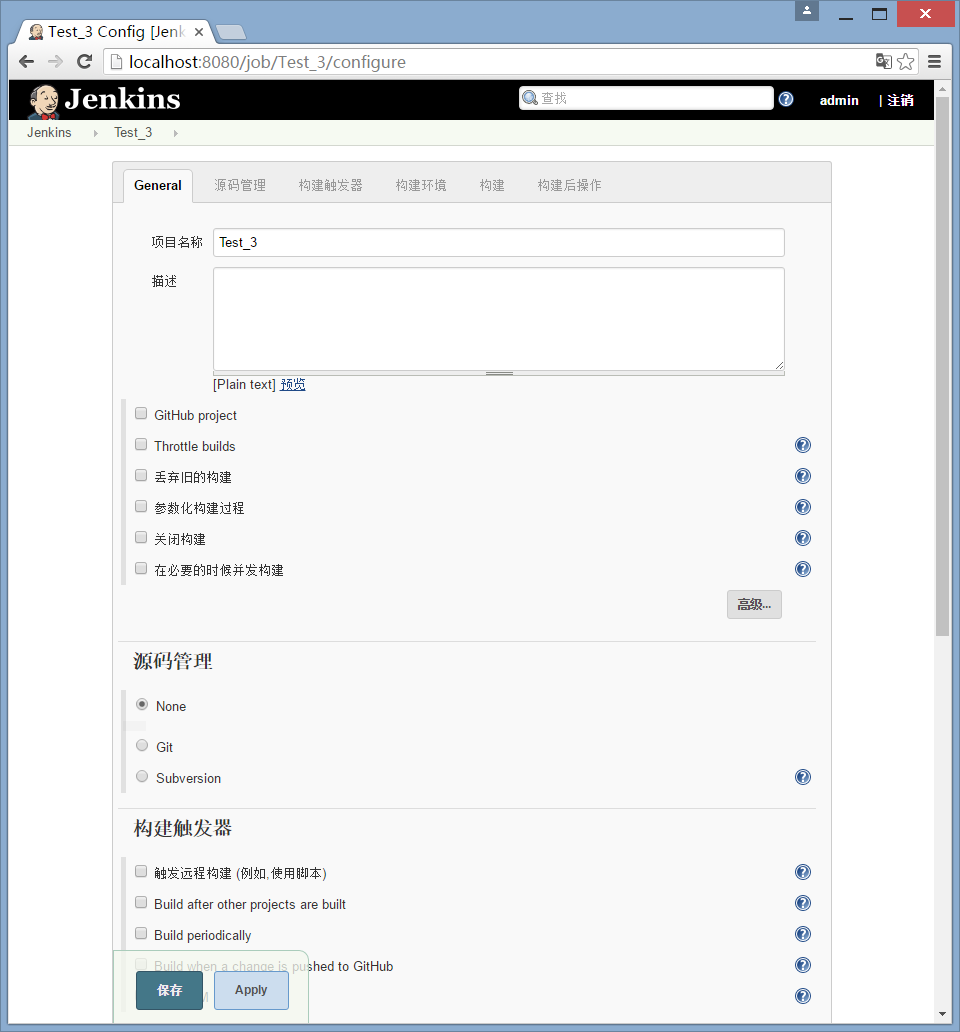 Test_3 Config [Jenk
localhost:8080/job/Test_3/configure
Jenkins
查找
admin
| 注销
Jenkins
Test_3
General
源码管理
构建触发器
构建环境
构建
构建后操作
项目名称
Test_3
描述
[Plain text] 预览
GitHub project
Throttle builds
丢弃旧的构建
参数化构建过程
关闭构建
在必要的时候并发构建
高级...
源码管理
None
Git
Subversion
构建触发器
触发远程构建 (例如,使用脚本)
Build after other projects are built
Build periodically
Build when a change is pushed to GitHub
保存
Apply